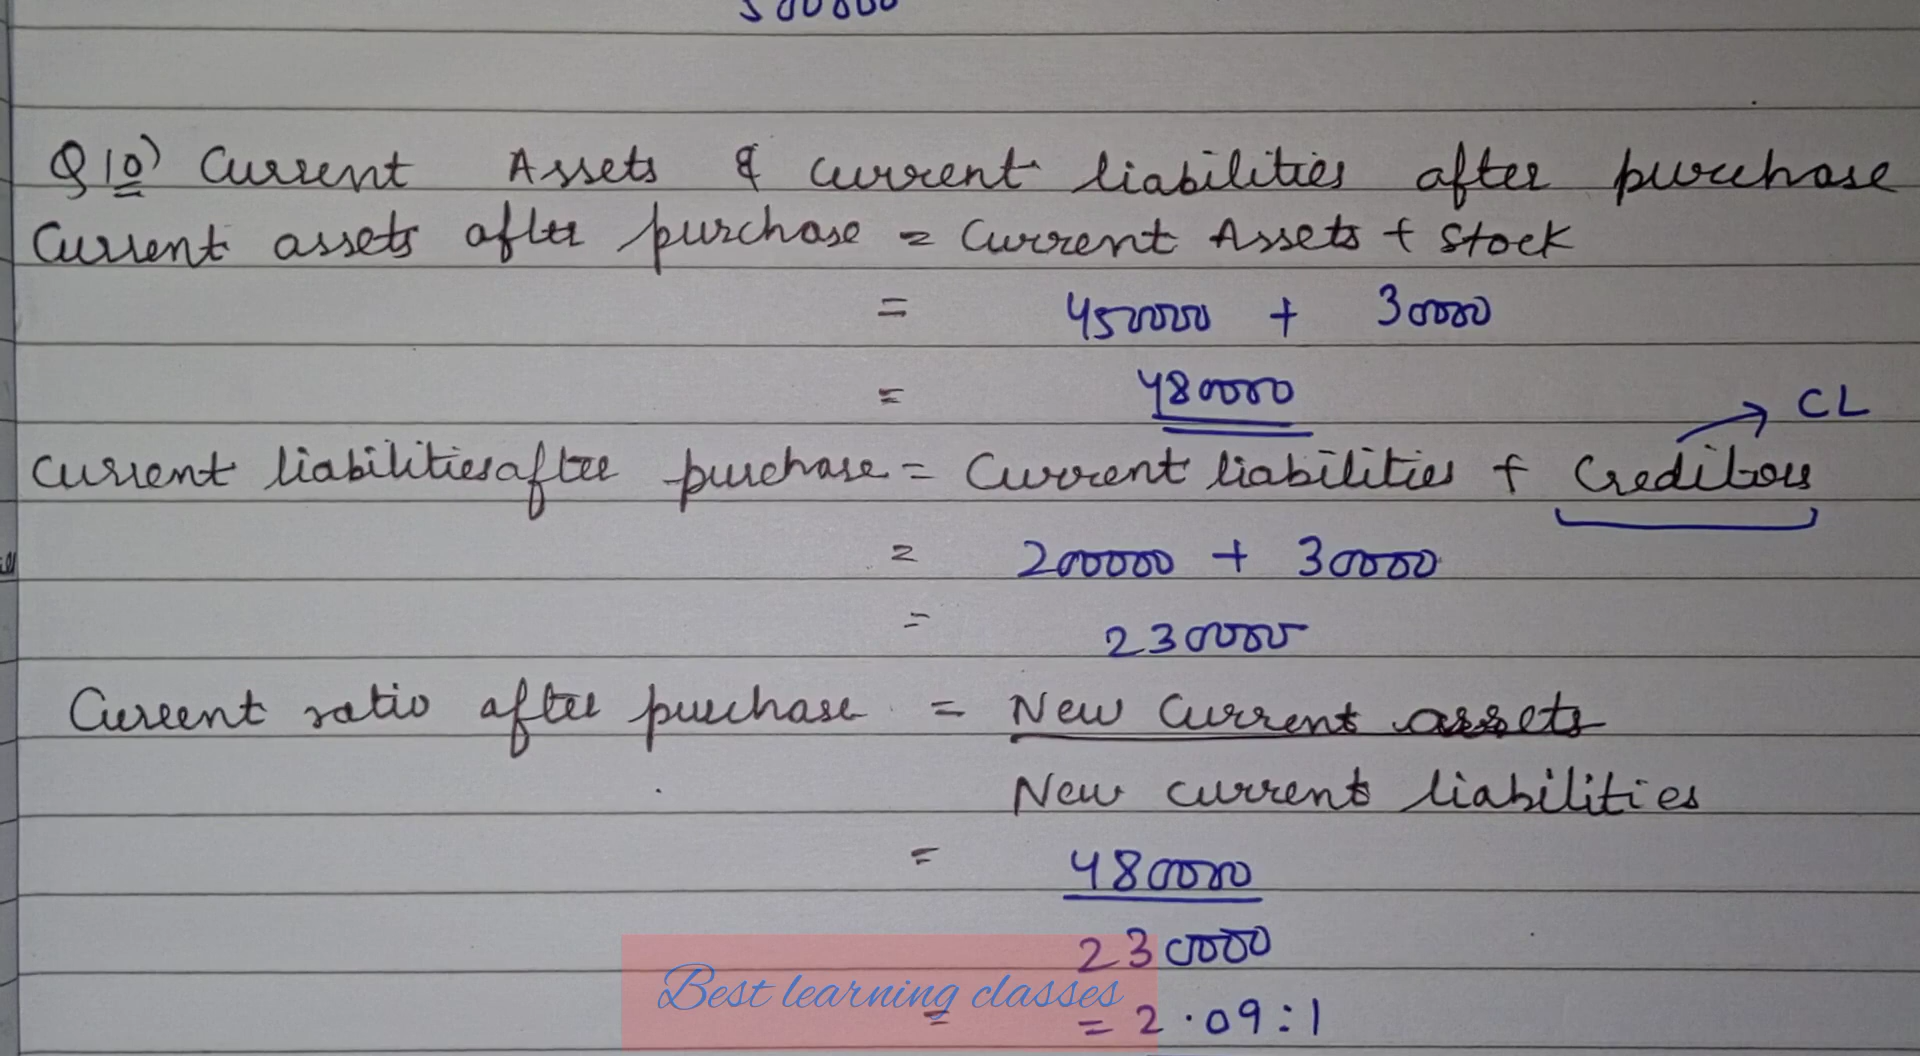 Q10) Current Assets & current liabilities after purchase
Current assets after purchase = Current Assets + Stock
= 450000 + 30000
= 480000
CL
Current liabilities after purchase = Current liabilities + Creditors
= 200000 + 30000
= 230000
Current ratio after purchase = New Current assets
New current liabilities
= 480000
230000
Best learning classes
= = 2.09:1